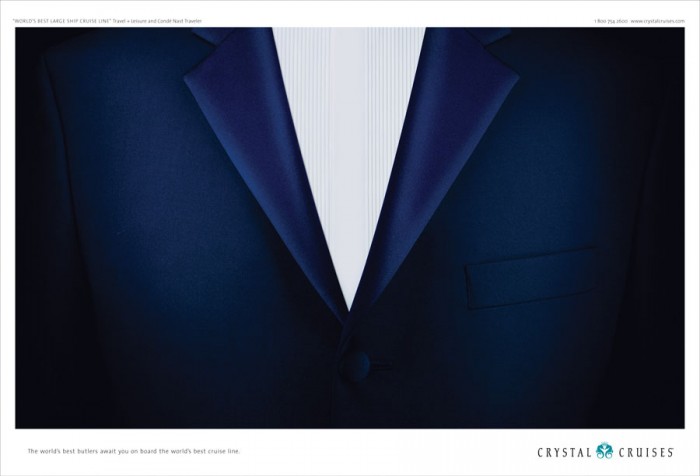 "WORLD'S BEST LARGE SHIP CRUISE LINE" Travel + Leisure and Condé Nast Traveler
1 800 754 2600 www.crystalcruises.com
The world's best butlers await you on board the world's best cruise line.
CRYSTAL CRUISES®